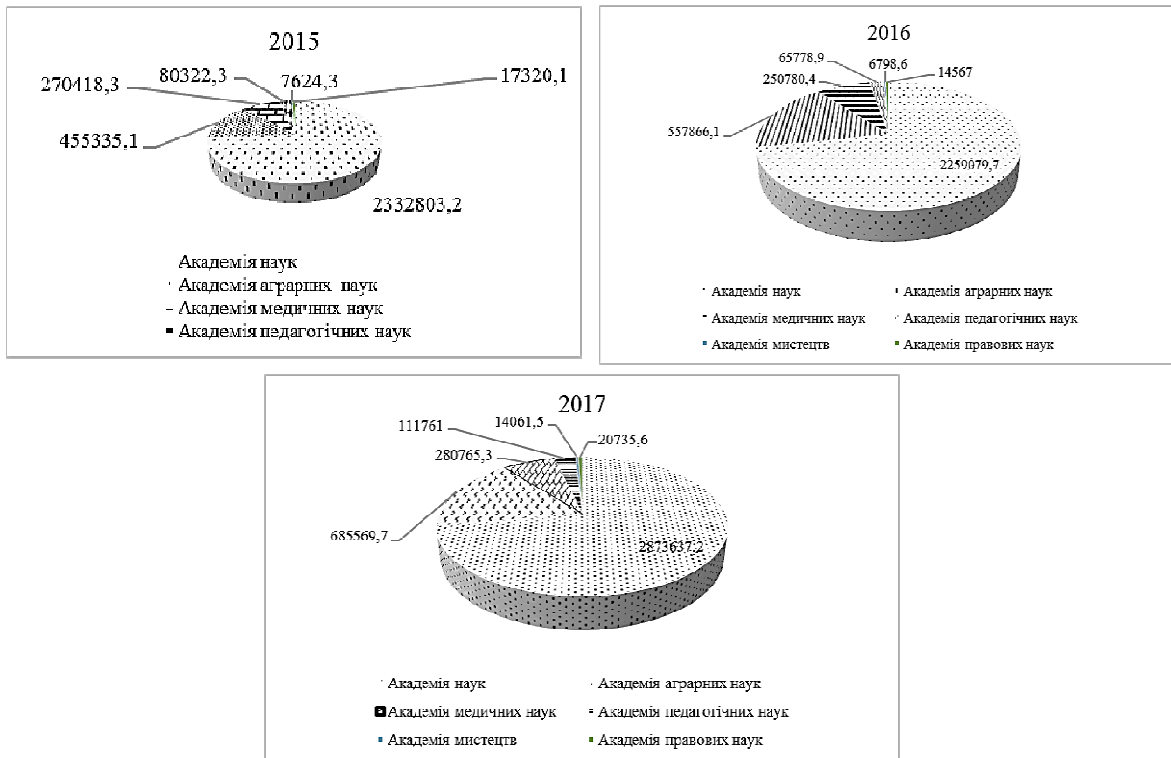 2015
80322,3
7624,3
17320,1
270418,3
455335,1
2332803,2
Академія наук
Академія аграрних наук
Академія медичних наук
Академія педагогічних наук
2016
65778,9
6798,6
14567
250780,4
557866,1
2259079,7
Академія наук
Академія аграрних наук
Академія медичних наук
Академія педагогічних наук
Академія мистецтв
Академія правових наук
2017
111761
14061,5
20735,6
280765,3
685569,7
2873637,2
Академія наук
Академія аграрних наук
Академія медичних наук
Академія педагогічних наук
Академія мистецтв
Академія правових наук